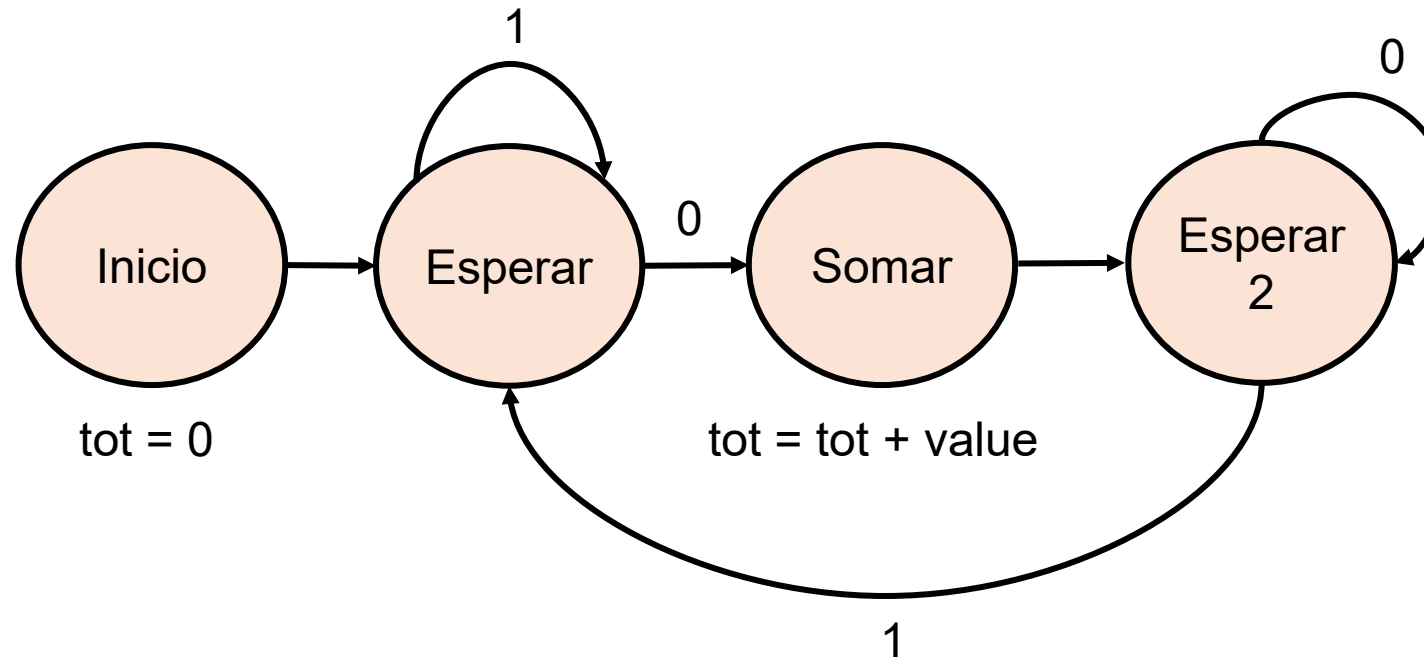 1
0
0
Inicio
Esperar
Somar
Esperar
2
tot = 0
tot = tot + value
1